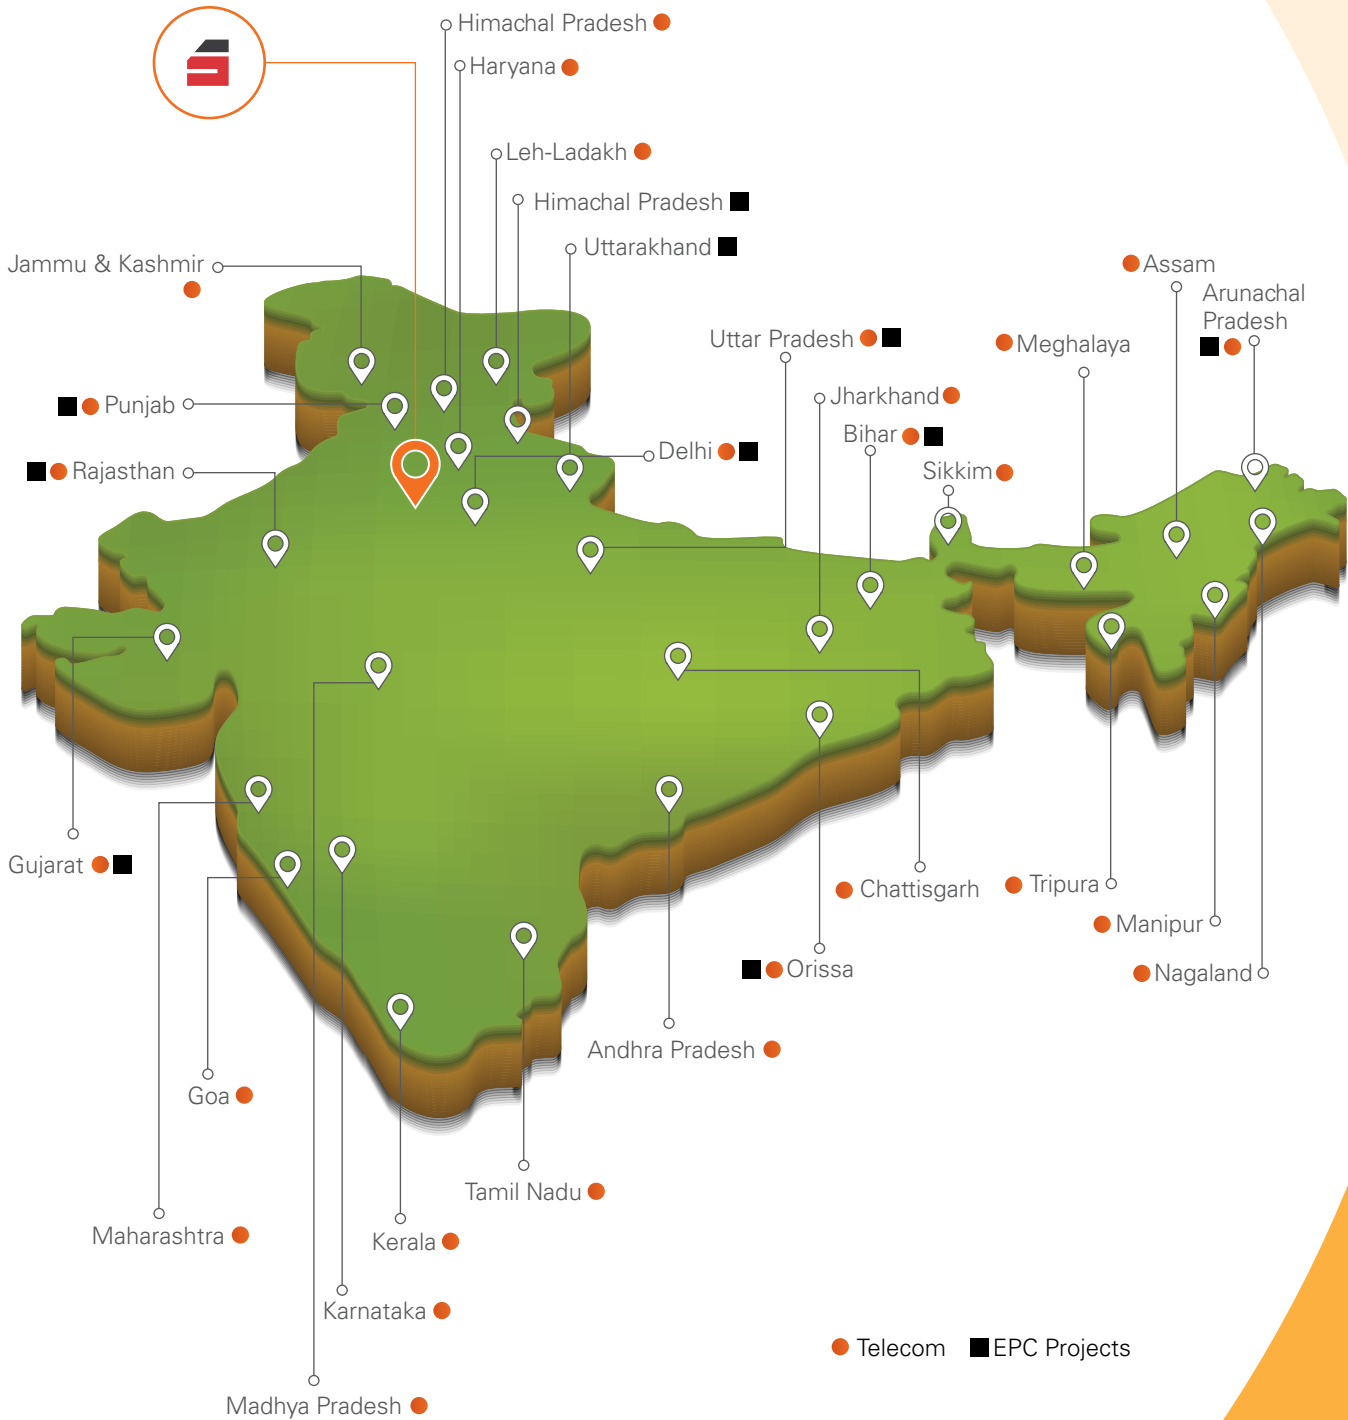 Himachal Pradesh
Haryana
Leh-Ladakh
Himachal Pradesh
Uttarakhand
Jammu & Kashmir
Assam
Arunachal
Pradesh
Uttar Pradesh
Meghalaya
Punjab
Jharkhand
Bihar
Delhi
Rajasthan
Sikkim
Gujarat
Chattisgarh
Tripura
Manipur
Orissa
Nagaland
Andhra Pradesh
Goa
Tamil Nadu
Maharashtra
Kerala
Karnataka
Telecom
EPC Projects
Madhya Pradesh